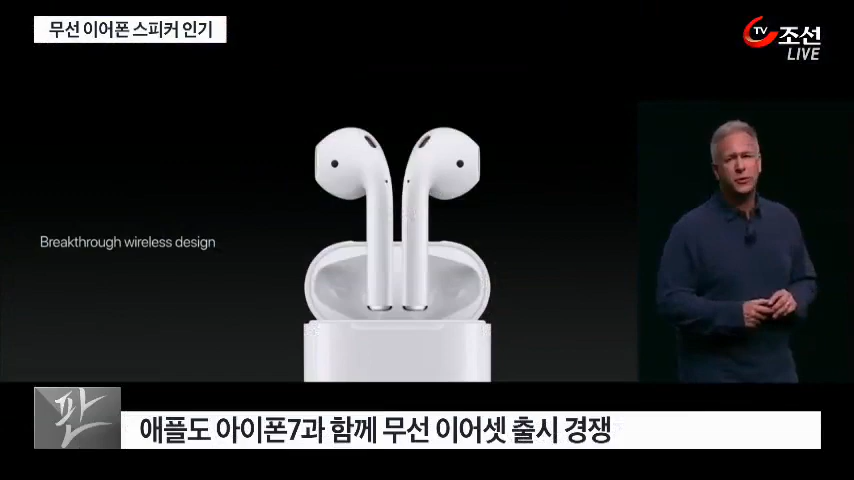 무선 이어폰 스피커 인기
TV조선
LIVE
Breakthrough wireless design
판
애플도 아이폰7과 함께 무선 이어셋 출시 경쟁